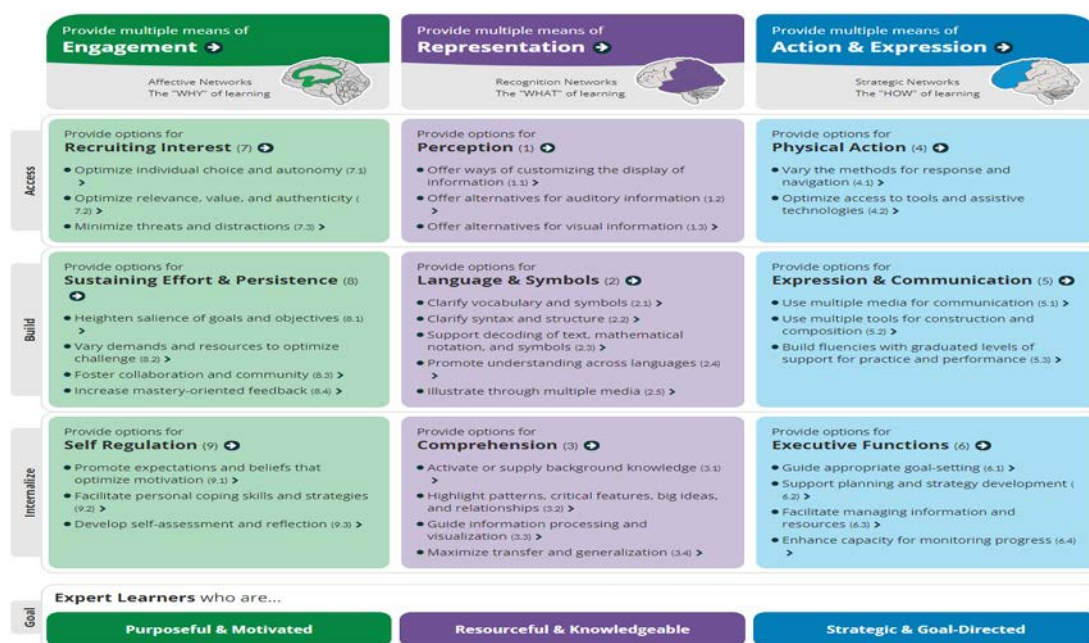 Provide multiple means of
Engagement
Affective Networks
The "WHY" of learning
Provide multiple means of
Representation
Recognition Networks
The "WHAT" of learning
Provide multiple means of
Action & Expression
Strategic Networks
The "HOW" of learning
Access
Provide options for
Recruiting Interest (7)
• Optimize individual choice and autonomy (7.1)
>
• Optimize relevance, value, and authenticity (
7.2) >
• Minimize threats and distractions (7.3) >
Provide options for
Perception (1)
• Offer ways of customizing the display of
information (1.1) >
• Offer alternatives for auditory information (1.2)
>
• Offer alternatives for visual information (1.3) >
Provide options for
Physical Action (4)
• Vary the methods for response and
navigation (4.1) >
• Optimize access to tools and assistive
technologies (4.2) >
Build
Provide options for
Sustaining Effort & Persistence (8)
• Heighten salience of goals and objectives (8.1)
>
• Vary demands and resources to optimize
challenge (8.2) >
• Foster collaboration and community (8.3) >
• Increase mastery-oriented feedback (8.4) >
Provide options for
Language & Symbols (2)
• Clarify vocabulary and symbols (2.1) >
• Clarify syntax and structure (2.2) >
• Support decoding of text, mathematical
notation, and symbols (2.3) >
• Promote understanding across languages (2.4)
>
• Illustrate through multiple media (2.5) >
Provide options for
Expression & Communication (5)
• Use multiple media for communication (5.1) >
• Use multiple tools for construction and
composition (5.2) >
• Build fluencies with graduated levels of
support for practice and performance (5.3) >
Internalize
Provide options for
Self Regulation (9)
• Promote expectations and beliefs that
optimize motivation (9.1) >
• Facilitate personal coping skills and strategies
(9.2) >
• Develop self-assessment and reflection (9.3) >
Provide options for
Comprehension (3)
• Activate or supply background knowledge (3.1)
>
• Highlight patterns, critical features, big ideas,
and relationships (3.2) >
• Guide information processing and
visualization (3.3) >
• Maximize transfer and generalization (3.4) >
Provide options for
Executive Functions (6)
• Guide appropriate goal-setting (6.1) >
• Support planning and strategy development (
6.2) >
• Facilitate managing information and
resources (6.3) >
• Enhance capacity for monitoring progress (6.4)
>
Goal
Expert Learners who are...
Purposeful & Motivated
Resourceful & Knowledgeable
Strategic & Goal-Directed